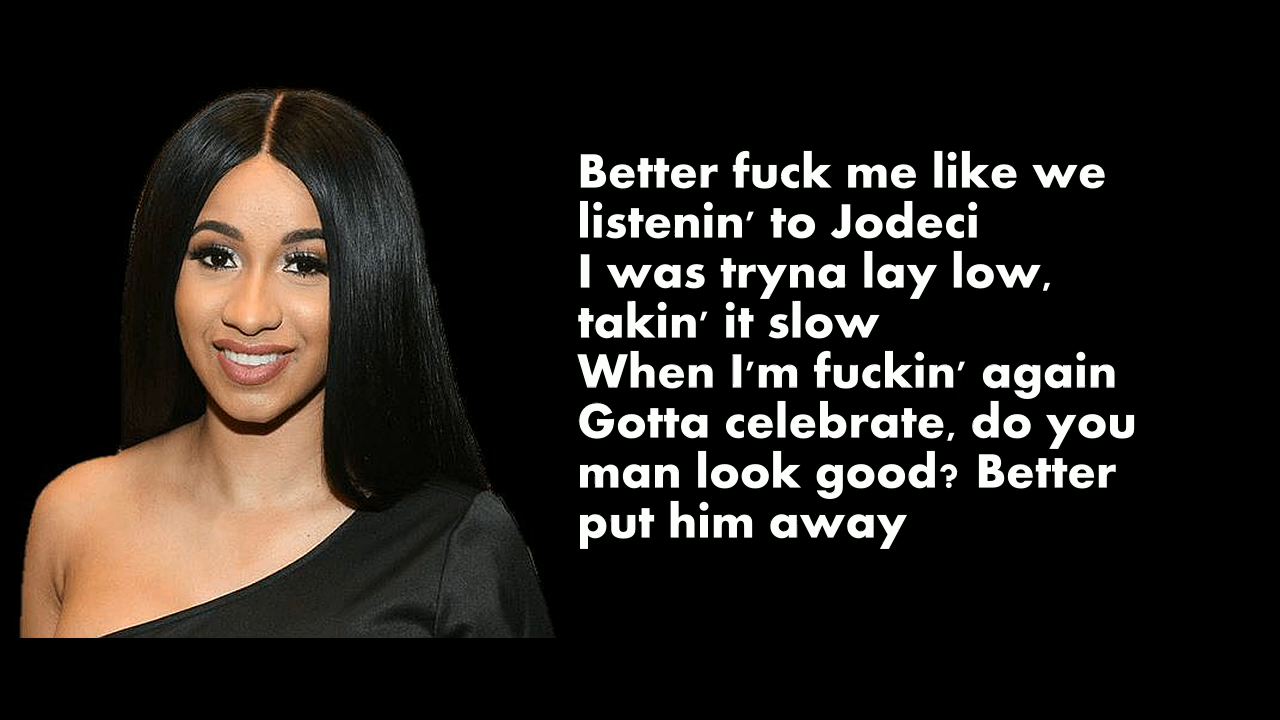 Better fuck me like we
listenin' to Jodeci
I was tryna lay low,
takin' it slow
When I'm fuckin' again
Gotta celebrate, do you
man look good? Better
put him away